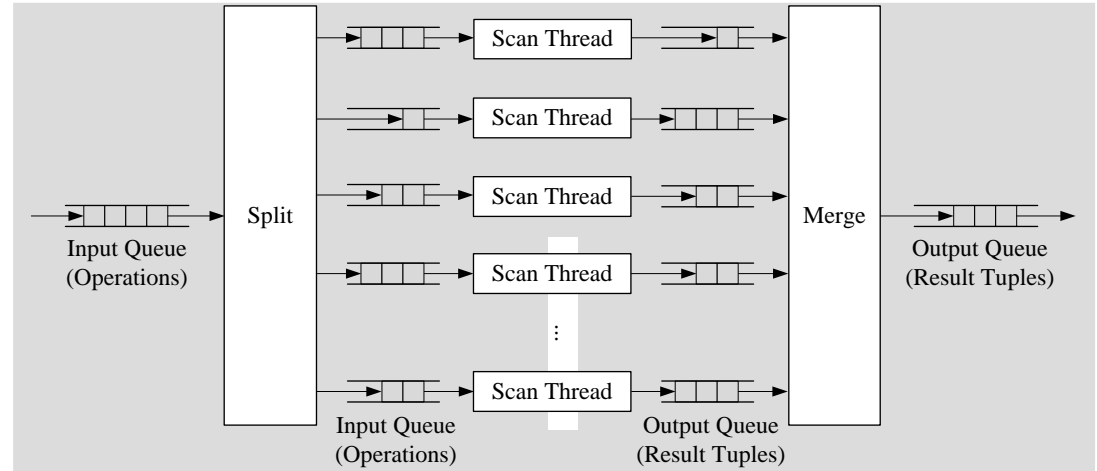 Scan Thread
Scan Thread
Scan Thread
Split
Merge
Input Queue
(Operations)
Output Queue
(Result Tuples)
Scan Thread
...
Scan Thread
Input Queue
(Operations)
Output Queue
(Result Tuples)